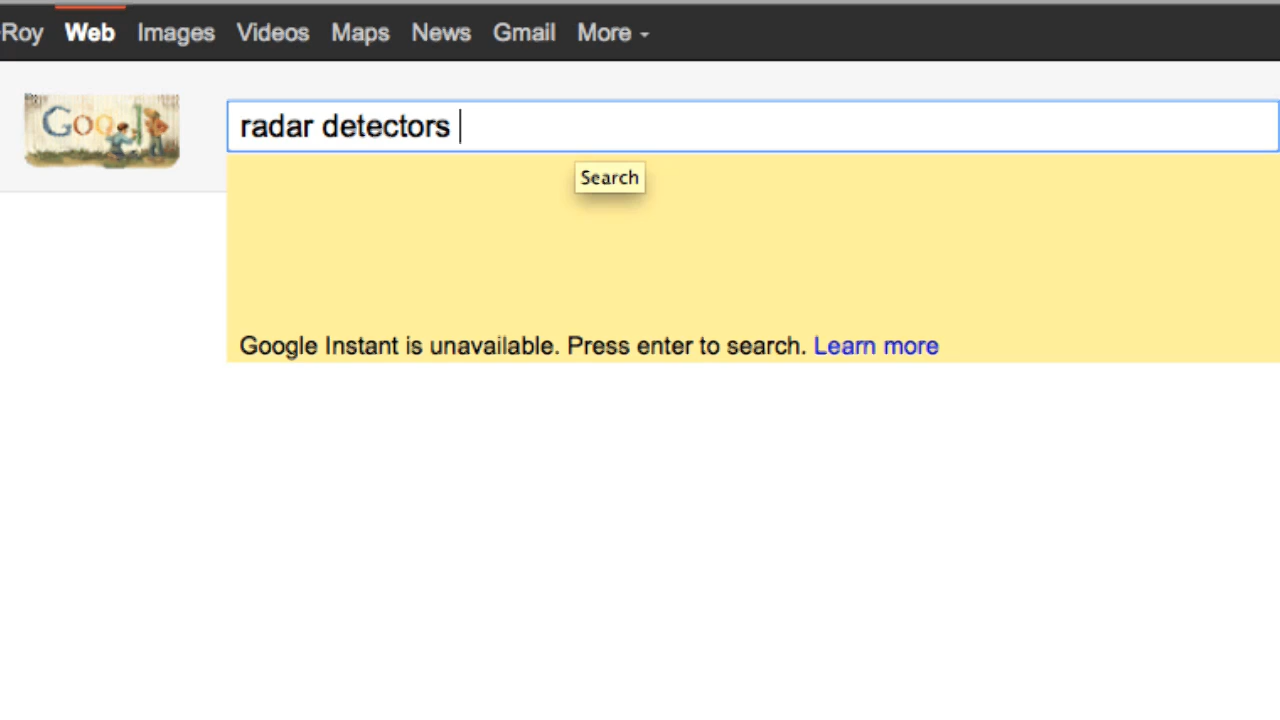 Roy Web Images Videos Maps News Gmail More
Google
radar detectors
Search
Google Instant is unavailable. Press enter to search. Learn more